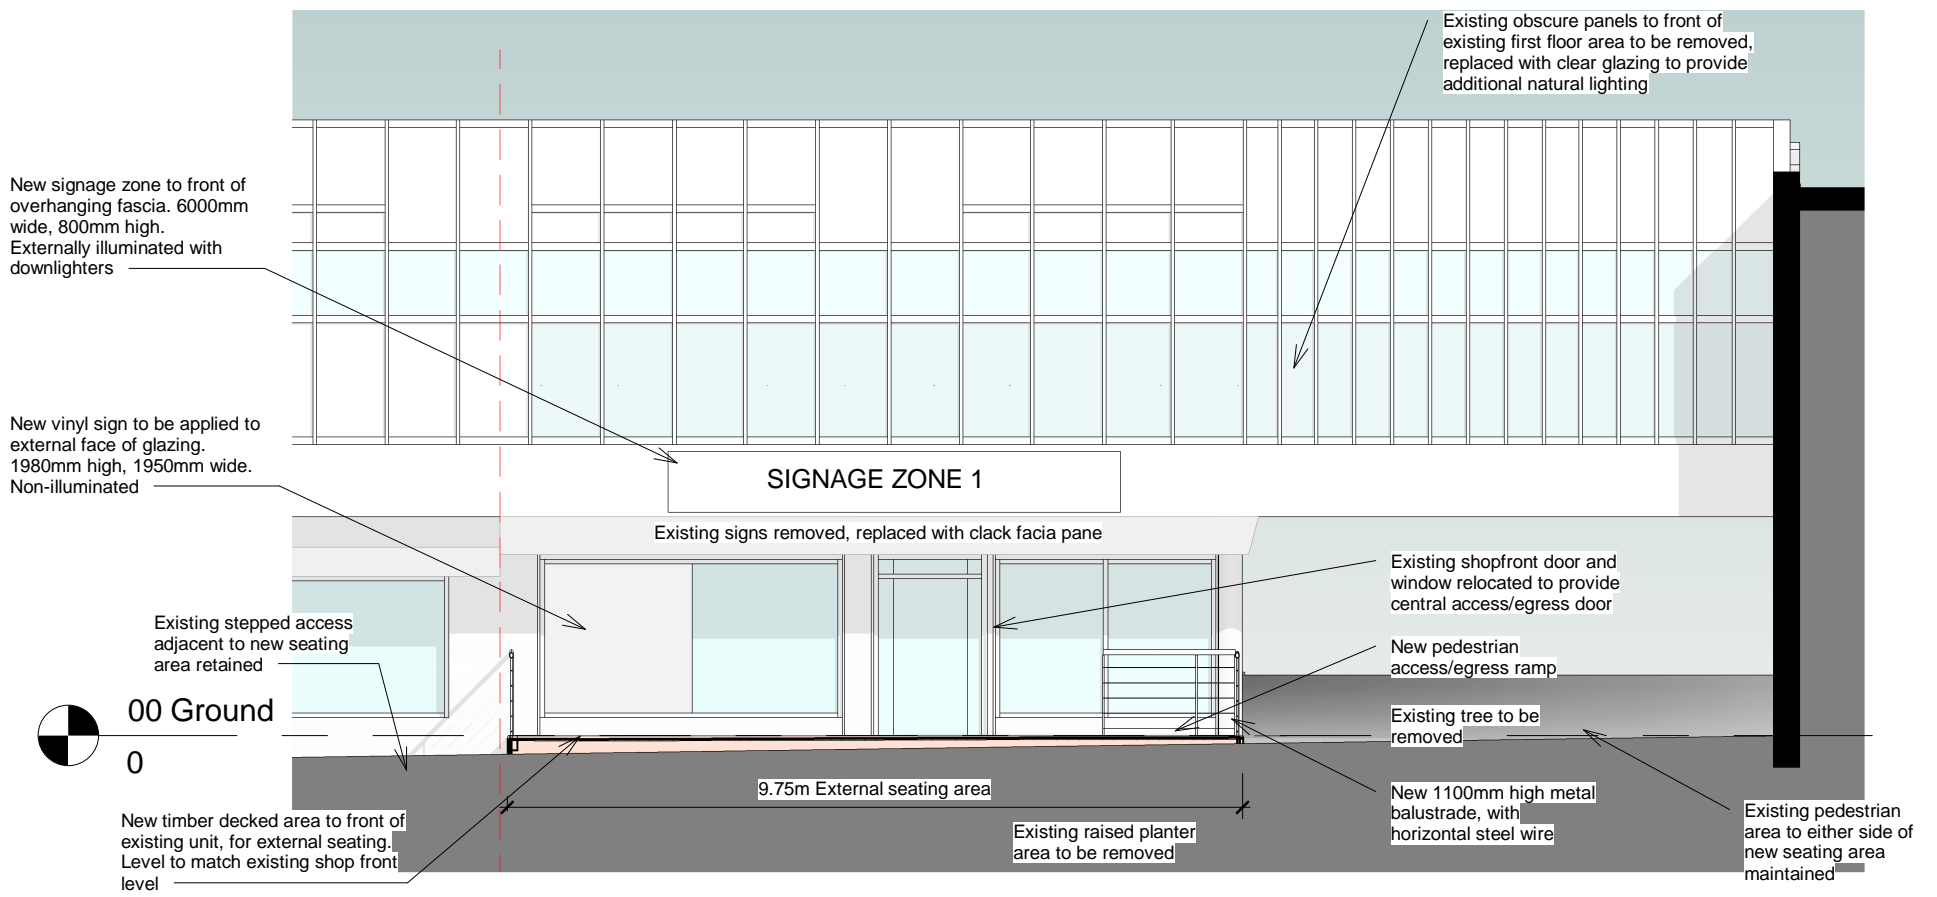 Existing obscure panels to front of
existing first floor area to be removed,
replaced with clear glazing to provide
additional natural lighting
New signage zone to front of
overhanging fascia. 6000mm
wide, 800mm high.
Externally illuminated with
downlighters
New vinyl sign to be applied to
external face of glazing.
1980mm high, 1950mm wide.
Non-illuminated
SIGNAGE ZONE 1
Existing signs removed, replaced with clack facia pane
Existing shopfront door and
window relocated to provide
central access/egress door
Existing stepped access
adjacent to new seating
area retained
New pedestrian
access/egress ramp
00 Ground
0
Existing tree to be
removed
9.75m External seating area
New 1100mm high metal
balustrade, with
horizontal steel wire
New timber decked area to front of
existing unit, for external seating.
Level to match existing shop front
level
Existing raised planter
area to be removed
Existing pedestrian
area to either side of
new seating area
maintained